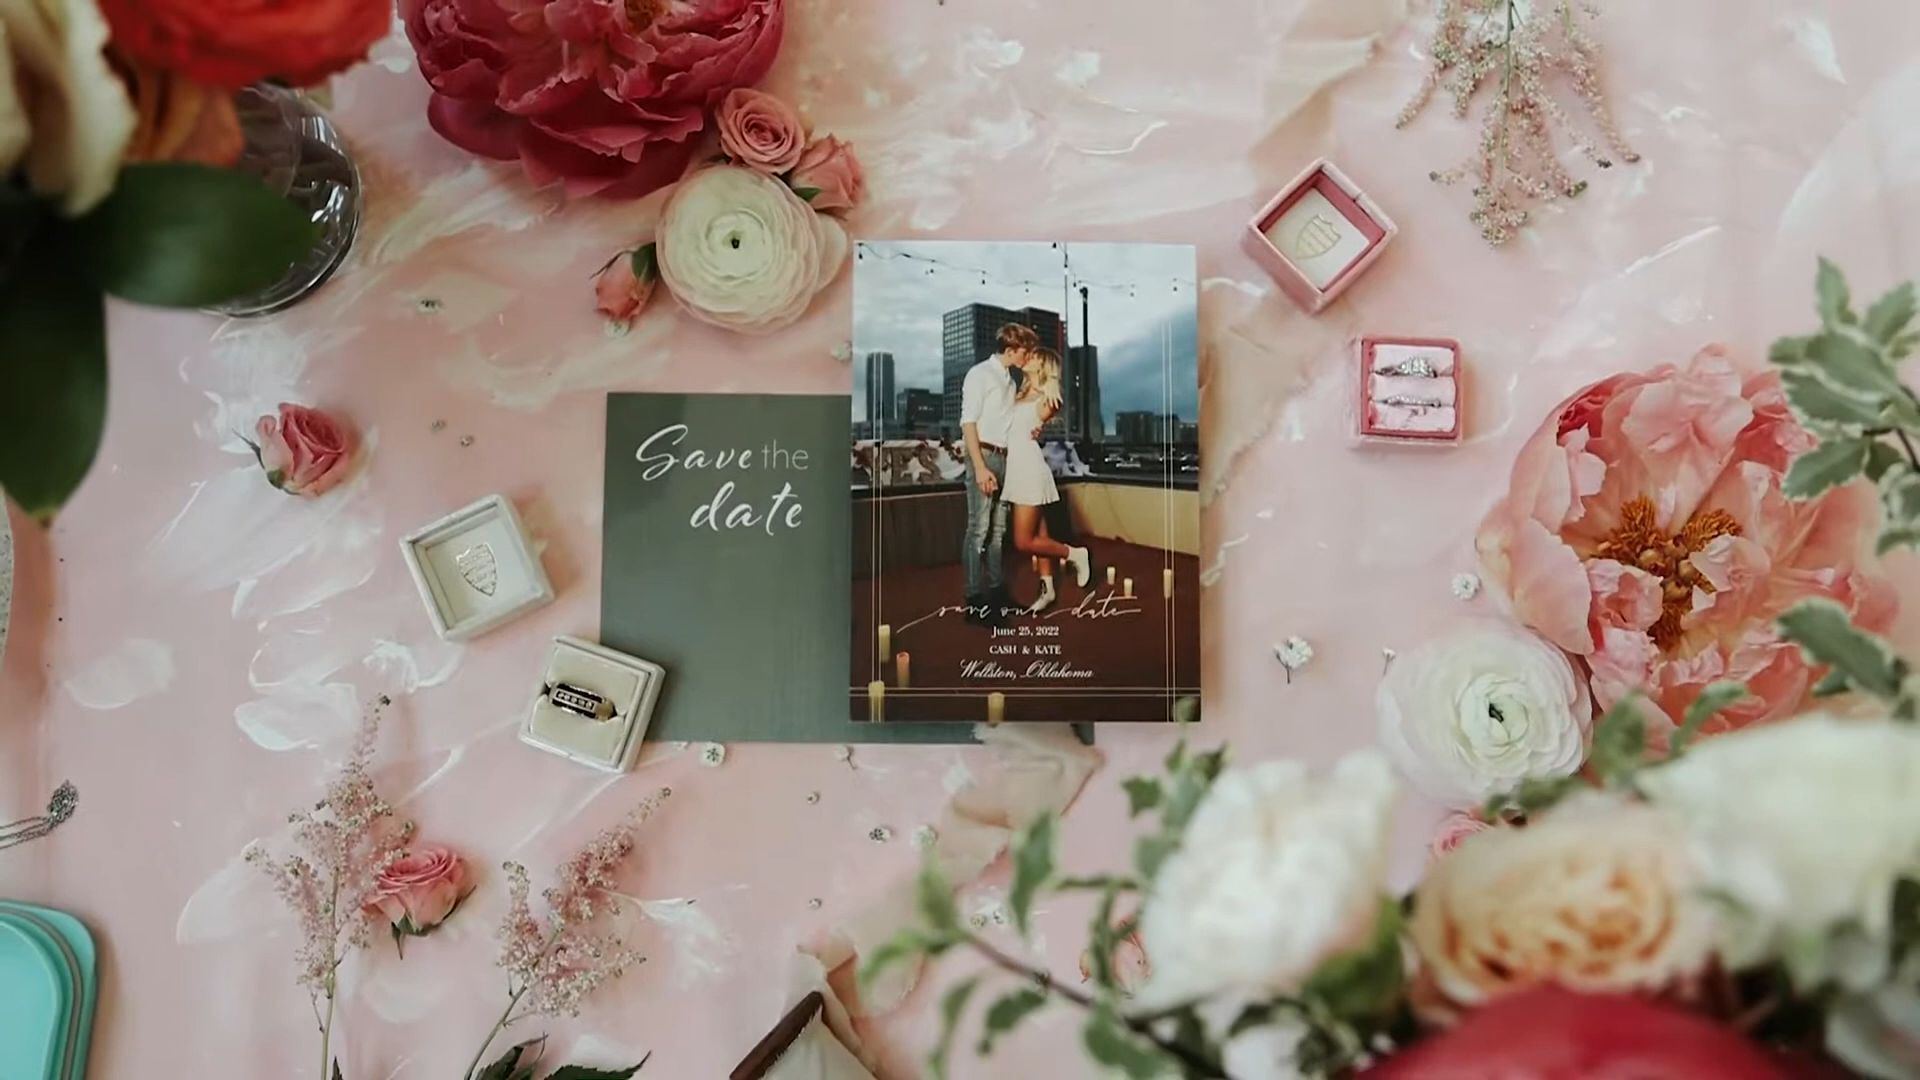 Save the
date
save our date
June 25, 2022
CASH & KATE
Wellston, Oklahoma